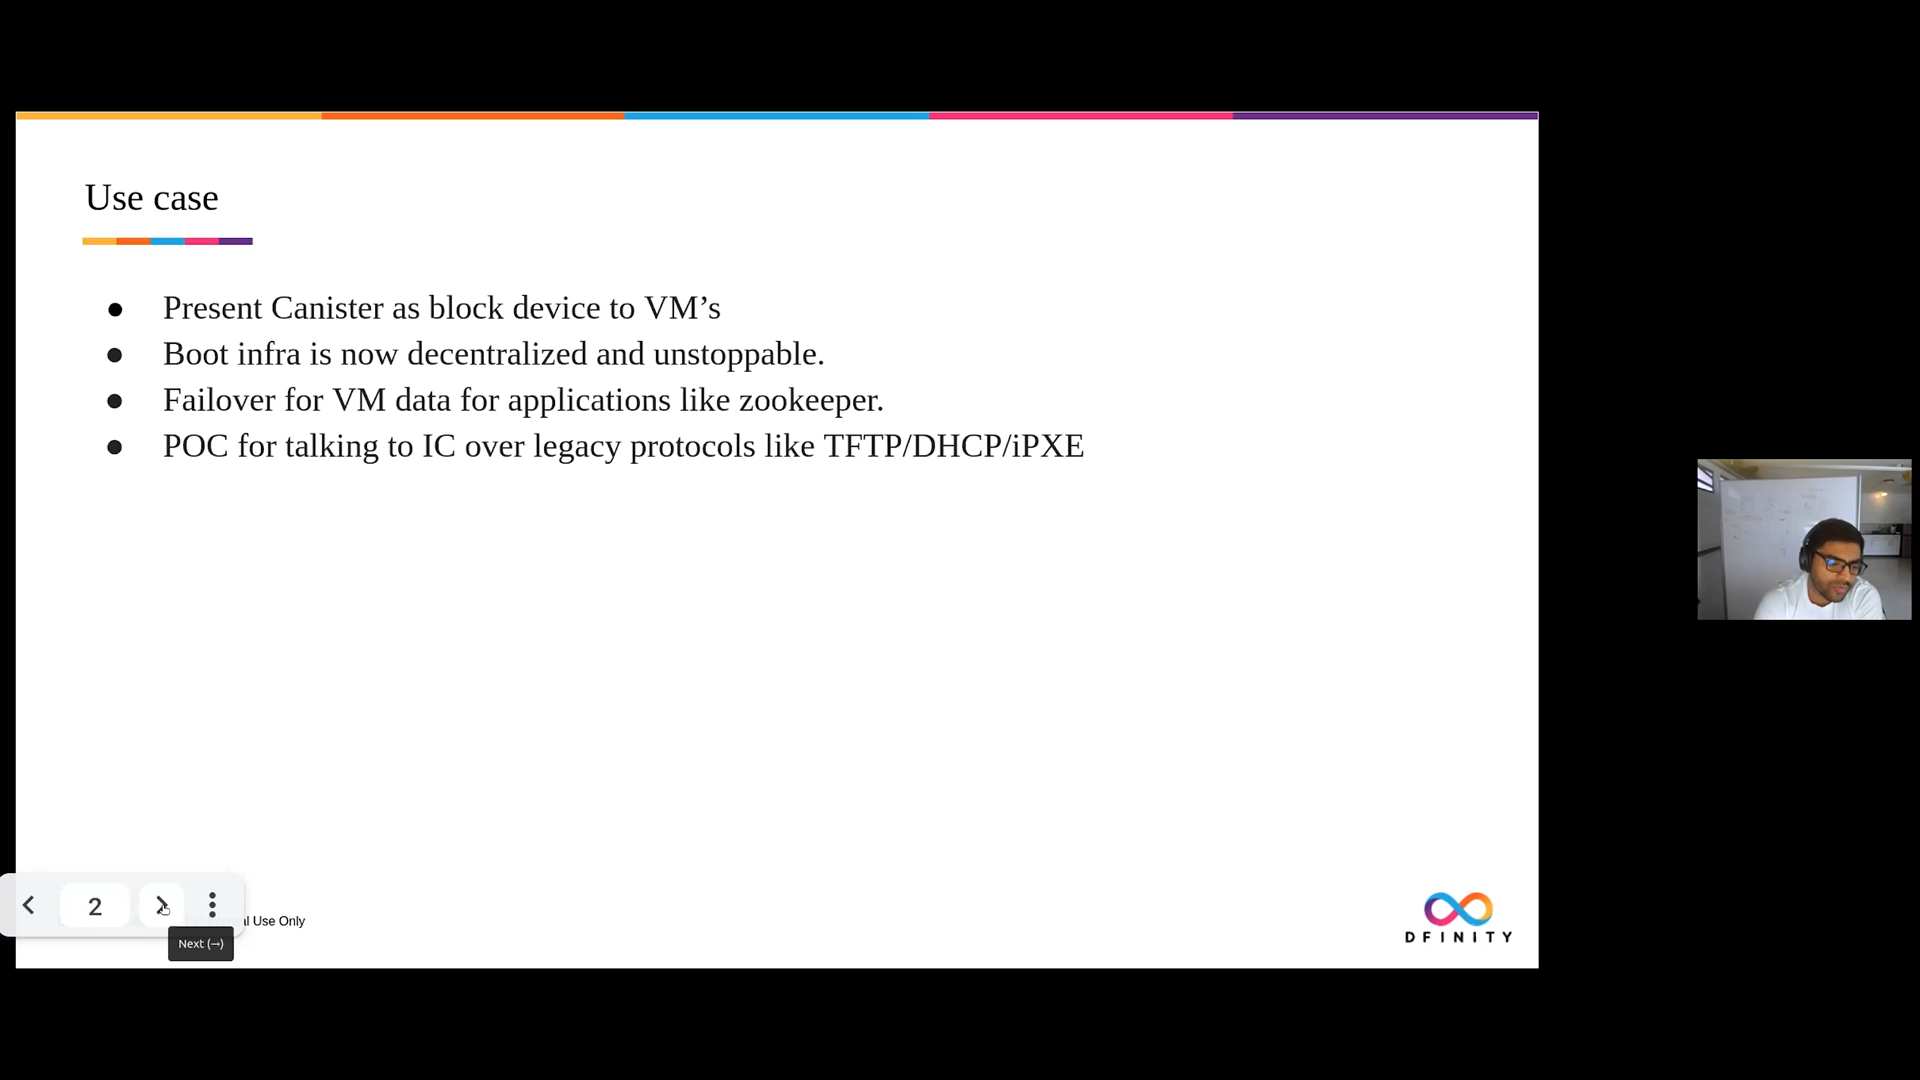 Use case
● Present Canister as block device to VM’s
● Boot infra is now decentralized and unstoppable.
● Failover for VM data for applications like zookeeper.
● POC for talking to IC over legacy protocols like TFTP/DHCP/iPXE
2
Use Only
Next (→)
DFINITY